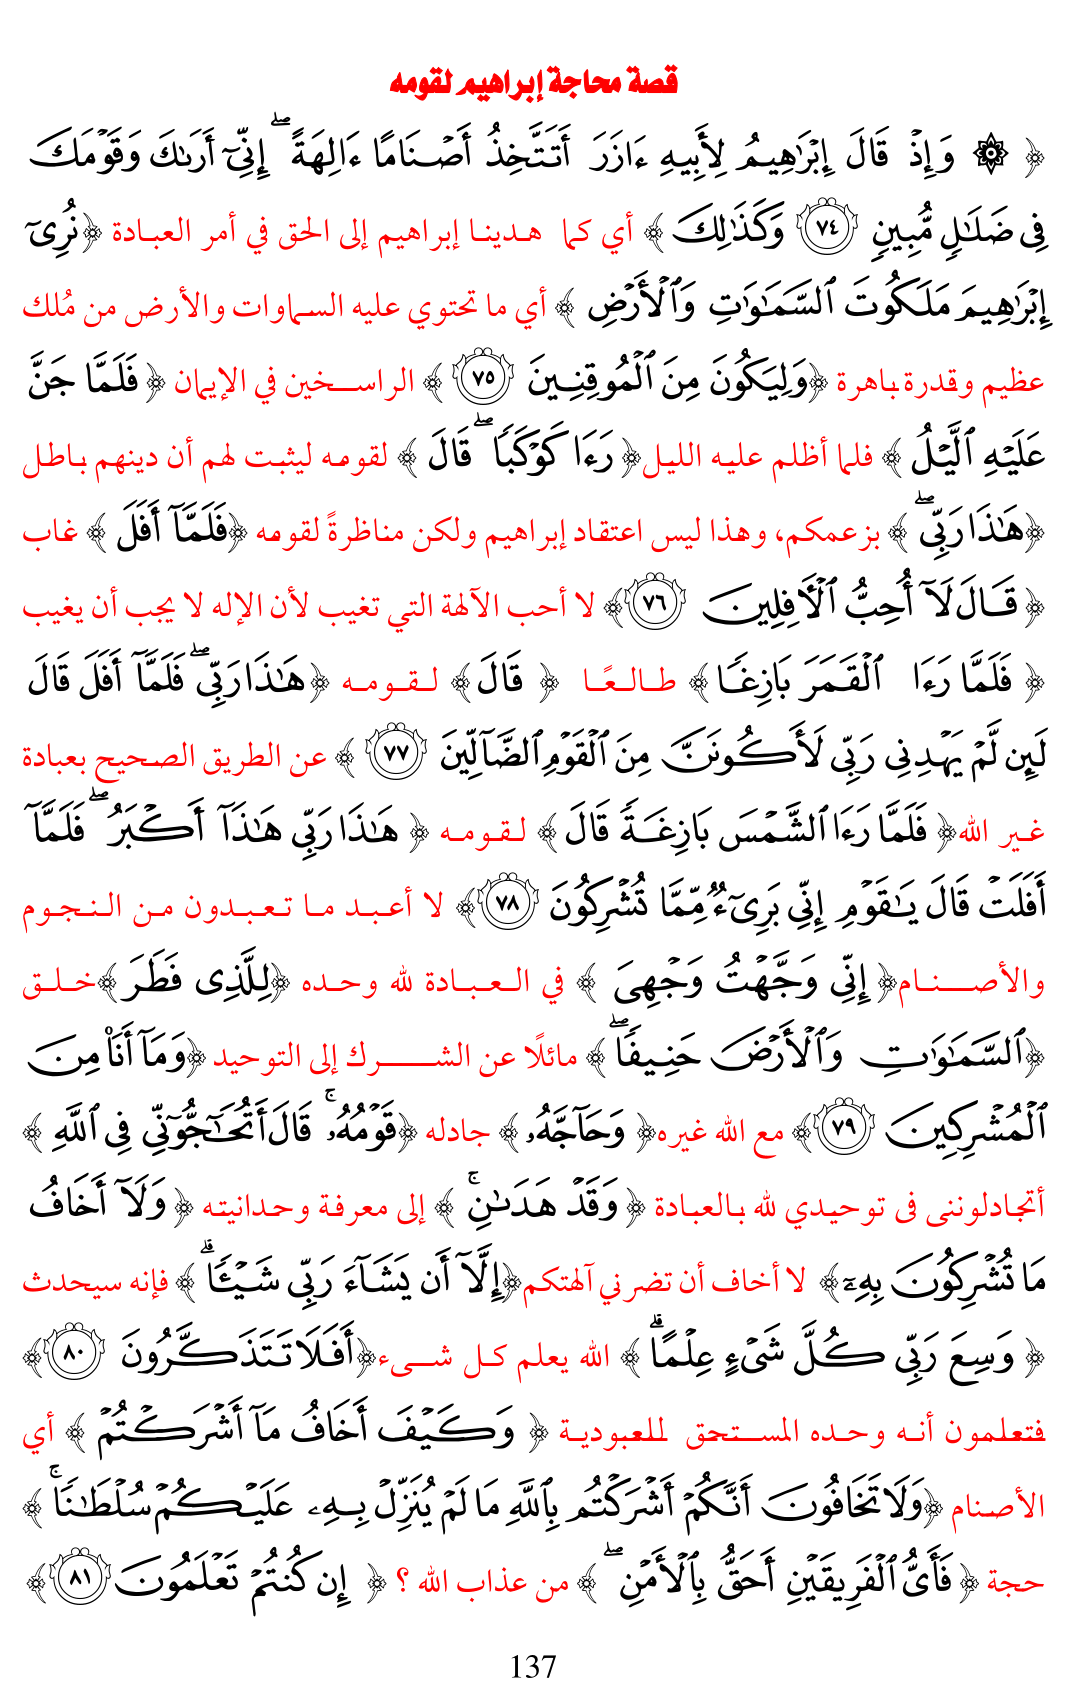 قصة محاجة إبراهيم لقومه
﴿ ۞ وَإِذۡ قَالَ إِبۡرَٰهِيمُ لِأَبِيهِ ءَازَرَ أَتَتَّخِذُ أَصۡنَامًا ءَالِهَةً ۖ إِنِّيٓ أَرَىٰكَ وَقَوۡمَكَ
فِي ضَلَٰلٖ مُّبِينٖ ٧٤ وَكَذَٰلِكَ ﴾ أي كما هدينا إبراهيم إلى الحق في أمر العبادة ﴿ نُرِيٓ
إِبۡرَٰهِيمَ مَلَكُوتَ ٱلسَّمَٰوَٰتِ وَٱلۡأَرۡضِ ﴾ أي ما تحتوي عليه السماوات والأرض من مُلك
عظيم وقدرة باهرة ﴿وَلِيَكُونَ مِنَ ٱلۡمُوقِنِينَ ٧٥ ﴾ الراسخين في الإيمان ﴿ فَلَمَّا جَنَّ
عَلَيۡهِ ٱلَّيۡلُ ﴾ فلما أظلم عليه الليل﴿ رَءَا كَوۡكَبٗا ۖ قَالَ ﴾ لقومه ليثبت لهم أن دينهم باطل
﴿هَٰذَا رَبِّي ۖ ﴾ بزعمكم، وهذا ليس اعتقاد إبراهيم ولكن مناظرةً لقومه ﴿فَلَمَّآ أَفَلَ ﴾ غاب
﴿ قَالَ لَآ أُحِبُّ ٱلۡأٓفِلِينَ ٧٦ ﴾ لا أحب الآلهة التي تغيب لأن الإله لا يجب أن يغيب
﴿ فَلَمَّا رَءَا ٱلۡقَمَرَ بَازِغٗا ﴾ طالعًا ﴿ قَالَ ﴾ لقومه ﴿ هَٰذَا رَبِّي ۖ فَلَمَّآ أَفَلَ قَالَ
لَئِن لَّمۡ يَهۡدِنِي رَبِّي لَأَكُونَنَّ مِنَ ٱلۡقَوۡمِ ٱلضَّآلِّينَ ٧٧ ﴾ عن الطريق الصحيح بعبادة
غير الله﴿ فَلَمَّا رَءَا ٱلشَّمۡسَ بَازِغَةٗ قَالَ ﴾ لقومه ﴿ هَٰذَا رَبِّي هَٰذَآ أَكۡبَرُ ۖ فَلَمَّآ
أَفَلَتۡ قَالَ يَٰقَوۡمِ إِنِّي بَرِيٓءٞ مِّمَّا تُشۡرِكُونَ ٧٨ ﴾ لا أعبد ما تعبدون من النجوم
والأصنام﴿ إِنِّي وَجَّهۡتُ وَجۡهِيَ ﴾ في العبادة لله وحده ﴿لِلَّذِي فَطَرَ ﴾خلق
﴿ٱلسَّمَٰوَٰتِ وَٱلۡأَرۡضَ حَنِيفٗا ۖ﴾ مائلًا عن الشرك إلى التوحيد ﴿وَمَآ أَنَا۠ مِنَ
ٱلۡمُشۡرِكِينَ ٧٩ ﴾ مع الله غيره﴿ وَحَآجَّهُۥ ﴾ جادله ﴿قَوۡمُهُۥ ۚ قَالَ أَتُحَٰٓجُّوٓنِّي فِي ٱللَّهِ ﴾
أتجادلوننى فى توحيدي لله بالعبادة ﴿ وَقَدۡ هَدَىٰنِ ۚ ﴾ إلى معرفة وحدانيته ﴿ وَلَآ أَخَافُ
مَا تُشۡرِكُونَ بِهِۦٓ ﴾ لا أخاف أن تضرني آلهتكم﴿إِلَّآ أَن يَشَآءَ رَبِّي شَيۡـٔٗا ۗ ﴾ فإنه سيحدث
﴿ وَسِعَ رَبِّي كُلَّ شَيۡءٍ عِلۡمًا ۗ ﴾ الله يعلم كل شيء﴿أَفَلَا تَتَذَكَّرُونَ ٨٠ ﴾
فتعلمون أنه وحده المستحق للعبودية ﴿ وَكَيۡفَ أَخَافُ مَآ أَشۡرَكۡتُمۡ ﴾ أي
الأصنام ﴿وَلَا تَخَافُونَ أَنَّكُمۡ أَشۡرَكۡتُم بِٱللَّهِ مَا لَمۡ يُنَزِّلۡ بِهِۦ عَلَيۡكُمۡ سُلۡطَٰنٗا ۚ ﴾
حجة ﴿ فَأَيُّ ٱلۡفَرِيقَيۡنِ أَحَقُّ بِٱلۡأَمۡنِ ۖ ﴾ من عذاب الله ؟ ﴿ إِن كُنتُمۡ تَعۡلَمُونَ ٨١ ﴾
137